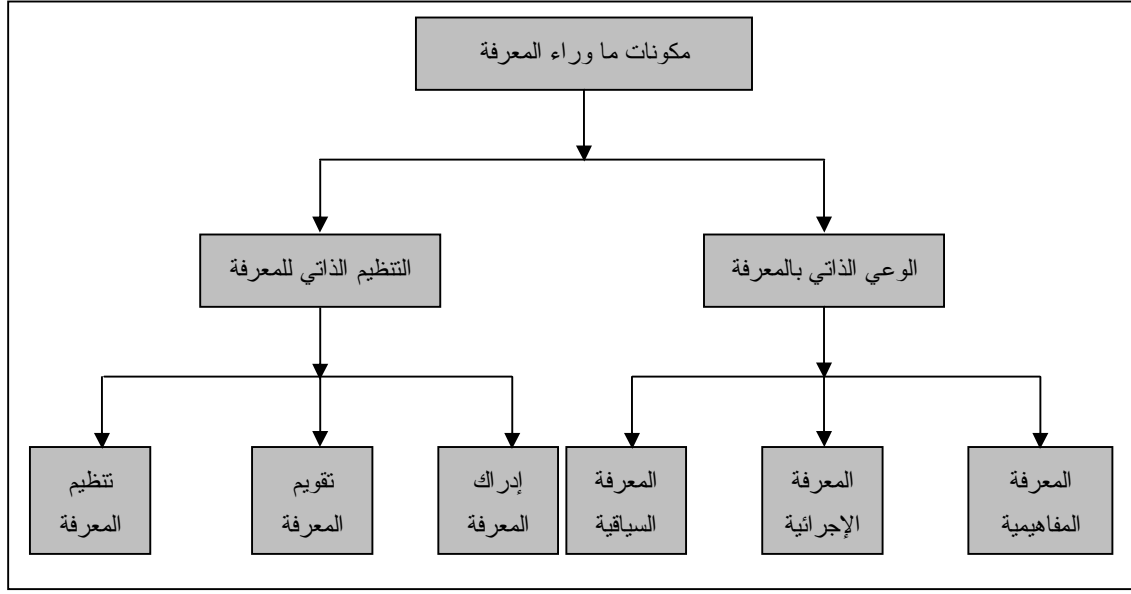 مكونات ما وراء المعرفة
الوعي الذاتي بالمعرفة
التنظيم الذاتي للمعرفة
المعرفة
المفاهيمية
المعرفة
الإجرائية
المعرفة
السياقية
إدراك
المعرفة
تقويم
المعرفة
تنظيم
المعرفة